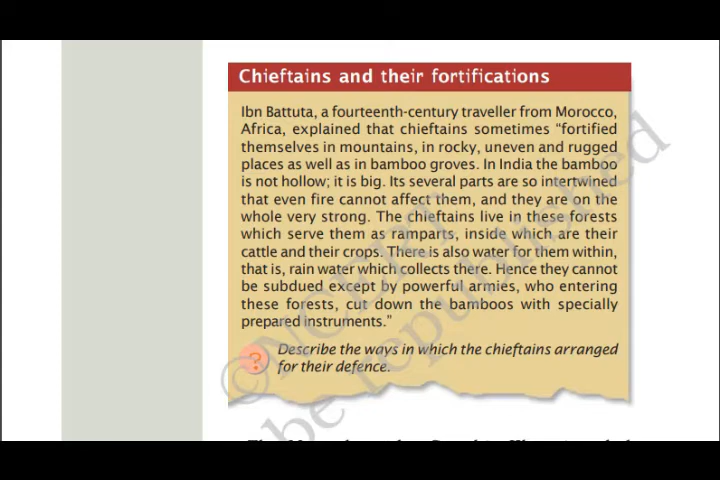 Chieftains and their fortifications
Ibn Battuta, a fourteenth-century traveller from Morocco,
Africa, explained that chieftains sometimes “fortified
themselves in mountains, in rocky, uneven and rugged
places as well as in bamboo groves. In India the bamboo
is not hollow; it is big. Its several parts are so intertwined
that even fire cannot affect them, and they are on the
whole very strong. The chieftains live in these forests
which serve them as ramparts, inside which are their
cattle and their crops. There is also water for them within,
that is, rain water which collects there. Hence they cannot
be subdued except by powerful armies, who entering
these forests, cut down the bamboos with specially
prepared instruments.”
? Describe the ways in which the chieftains arranged
for their defence.
©NCERT
be republished